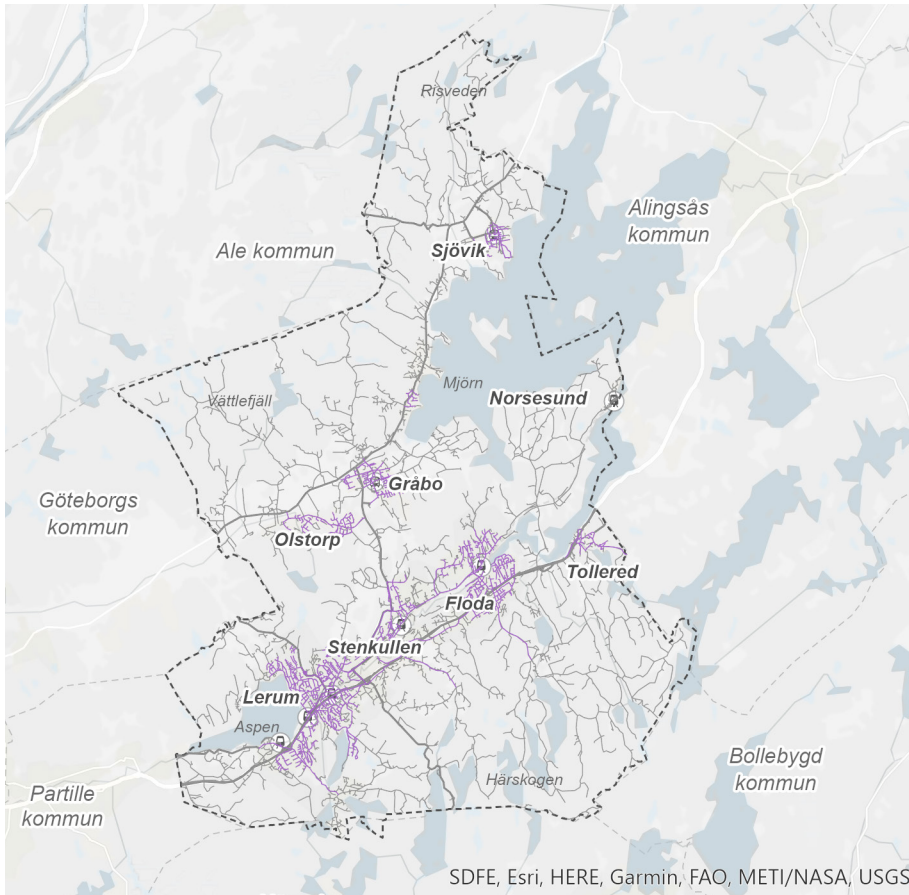 Risveden
Alingsås
kommun
Ale kommun
Sjövik
Mjörn
Norsesund
Vättlefjäll
Göteborgs
kommun
Gråbo
Olstorp
Tollered
Floda
Stenkullen
Lerum
Aspen
Bollebygd
kommun
Härskogen
Partille
kommun
SDFE, Esri, HERE, Garmin, FAO, METI/NASA, USGS